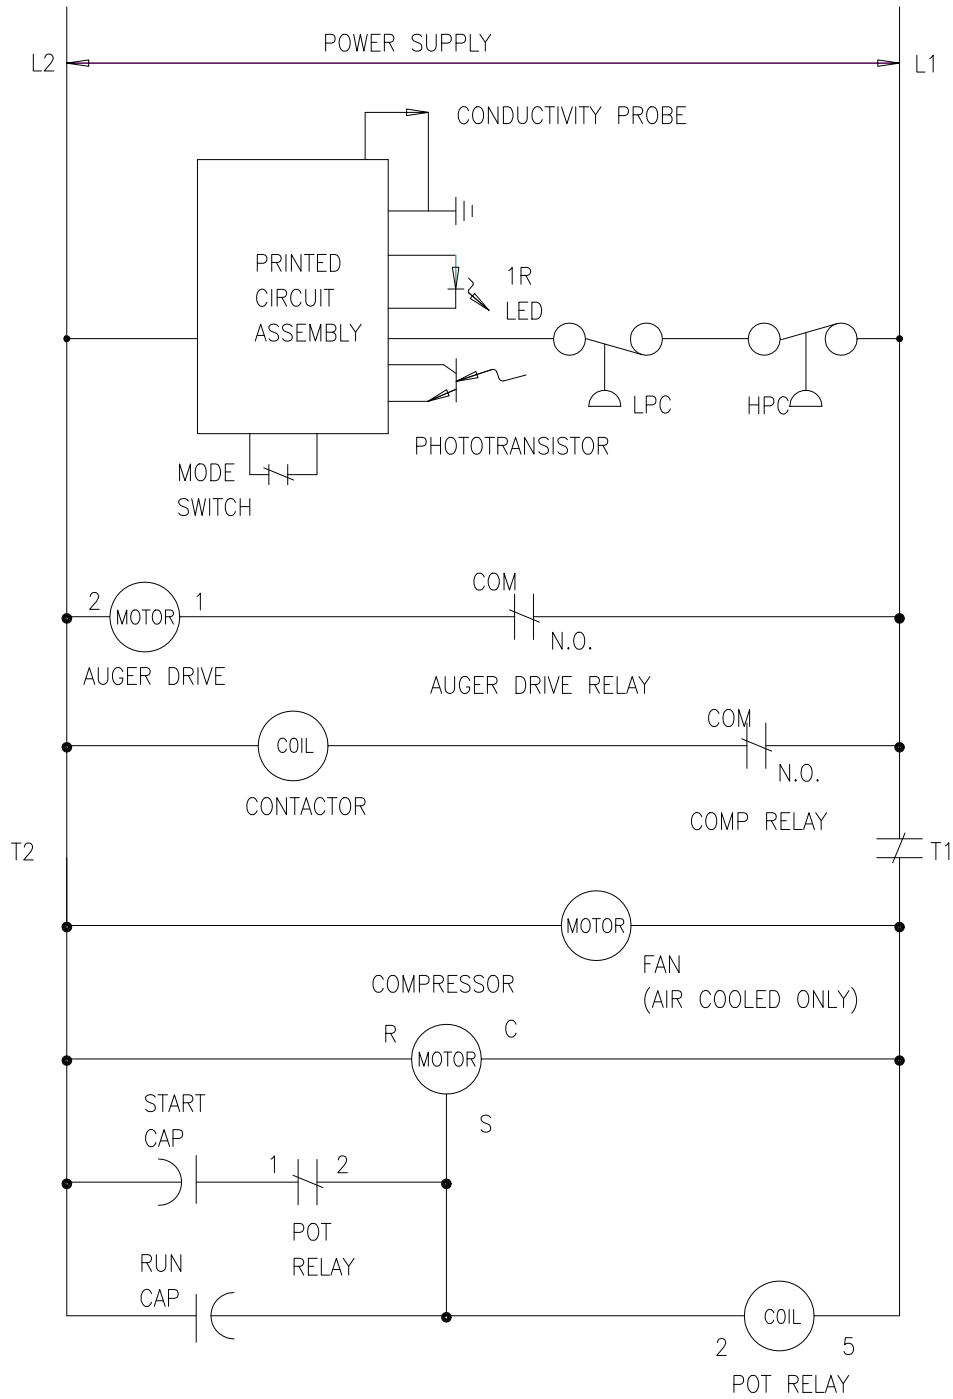 POWER SUPPLY
L2
L1
CONDUCTIVITY PROBE
PRINTED
CIRCUIT
ASSEMBLY
1R
LED
LPC
HPC
PHOTOTRANSISTOR
MODE
SWITCH
COM
2
MOTOR
1
N.O.
AUGER DRIVE
AUGER DRIVE RELAY
COM
COIL
N.O.
CONTACTOR
COMP RELAY
T2
T1
MOTOR
FAN
(AIR COOLED ONLY)
COMPRESSOR
R
C
MOTOR
S
START
CAP
1
2
POT
RELAY
RUN
CAP
COIL
2
5
POT RELAY